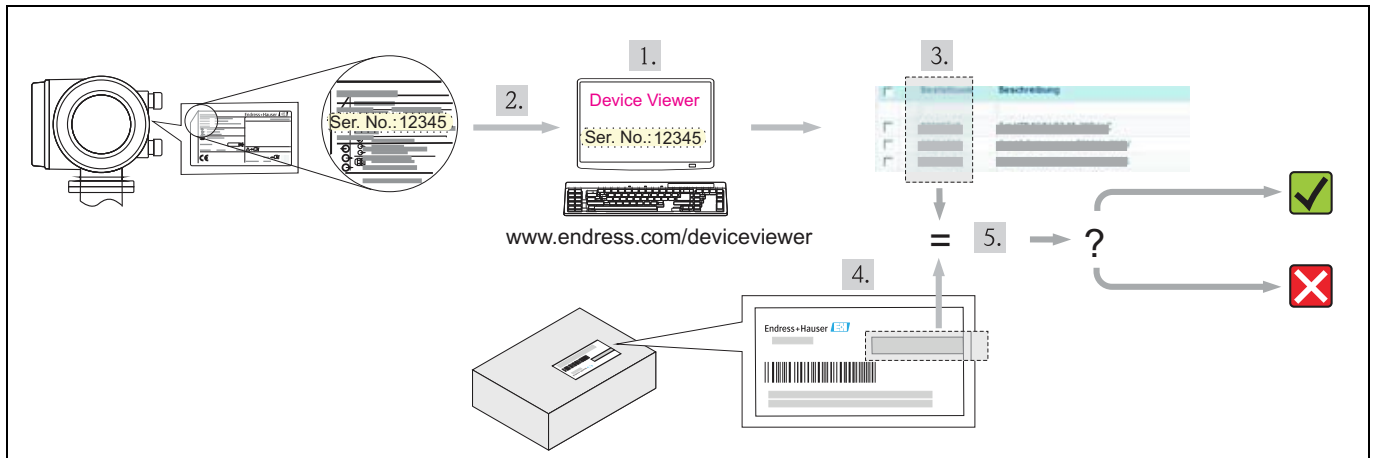 1.
3.
Device Viewer
2.
Beschreibung
Endress+Hauser
Ser. No.: 12345
Ser. No.: 12345
www.endress.com/deviceviewer
=
5.
?
4.
Endress+Hauser